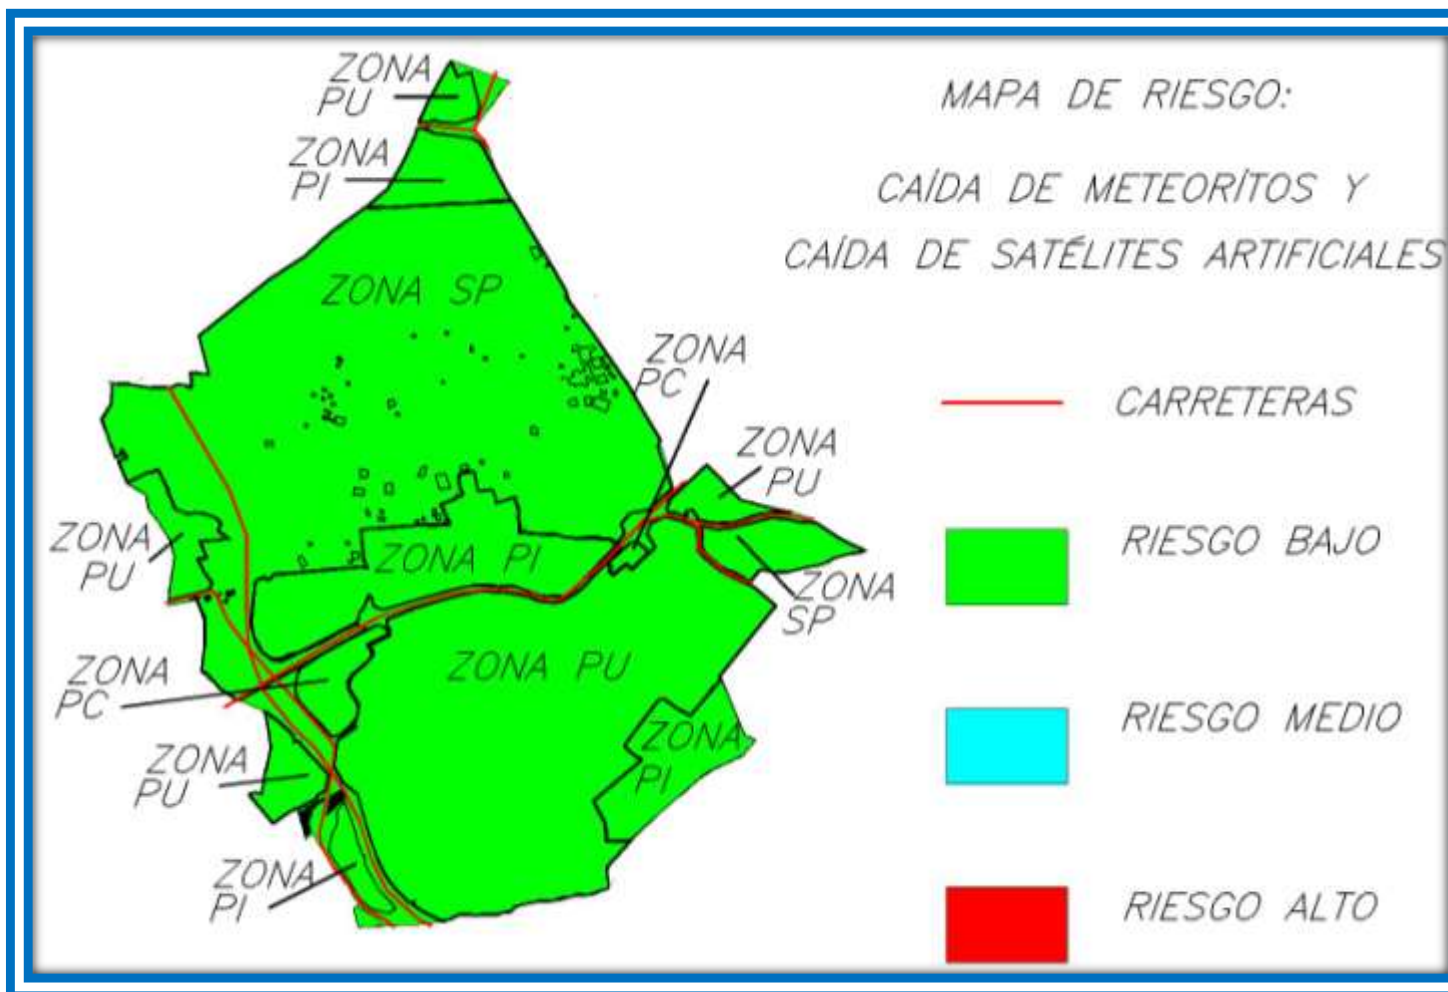 ZONA
PU
ZONA
PI
ZONA SP
ZONA
PC
ZONA
PU
ZONA
PU
ZONA PI
ZONA
SP
ZONA
PC
ZONA PU
ZONA
PU
ZONA
PI
ZONA
PI
MAPA DE RIESGO:
CAÍDA DE METEORÍTOS Y
CAÍDA DE SATÉLITES ARTIFICIALES
CARRETERAS
RIESGO BAJO
RIESGO MEDIO
RIESGO ALTO